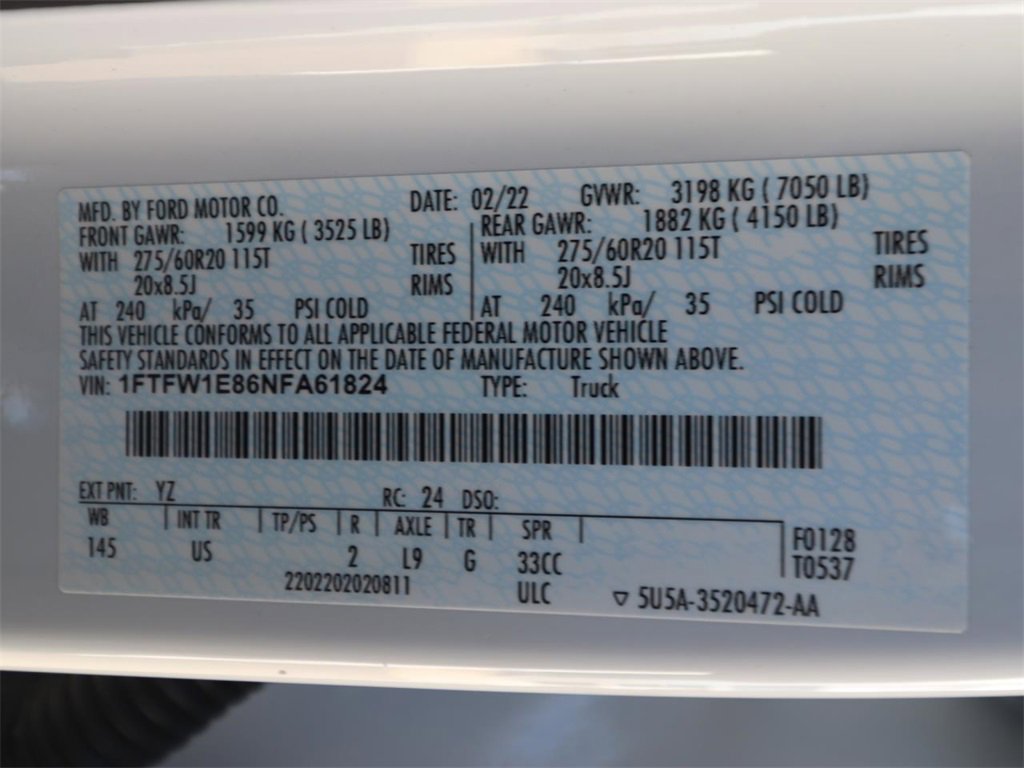 MFD. BY FORD MOTOR CO. DATE: 02/22 GVWR: 3198 KG ( 7050 LB)
FRONT GAWR: 1599 KG ( 3525 LB) REAR GAWR: 1882 KG ( 4150 LB)
WITH 275/60R20 115T TIRES WITH 275/60R20 115T TIRES
20x8.5J RIMS 20x8.5J RIMS
AT 240 kPa/ 35 PSI COLD AT 240 kPa/ 35 PSI COLD
THIS VEHICLE CONFORMS TO ALL APPLICABLE FEDERAL MOTOR VEHICLE
SAFETY STANDARDS IN EFFECT ON THE DATE OF MANUFACTURE SHOWN ABOVE.
VIN: 1FTFW1E86NFA61824 TYPE: Truck
EXT PNT: YZ RC: 24 DSO:
WB INT TR TP/PS R AXLE TR SPR F0128
145 US 2 L9 G 33CC T0537
2202202020811 ULC ▽ 5U5A-3520472-AA